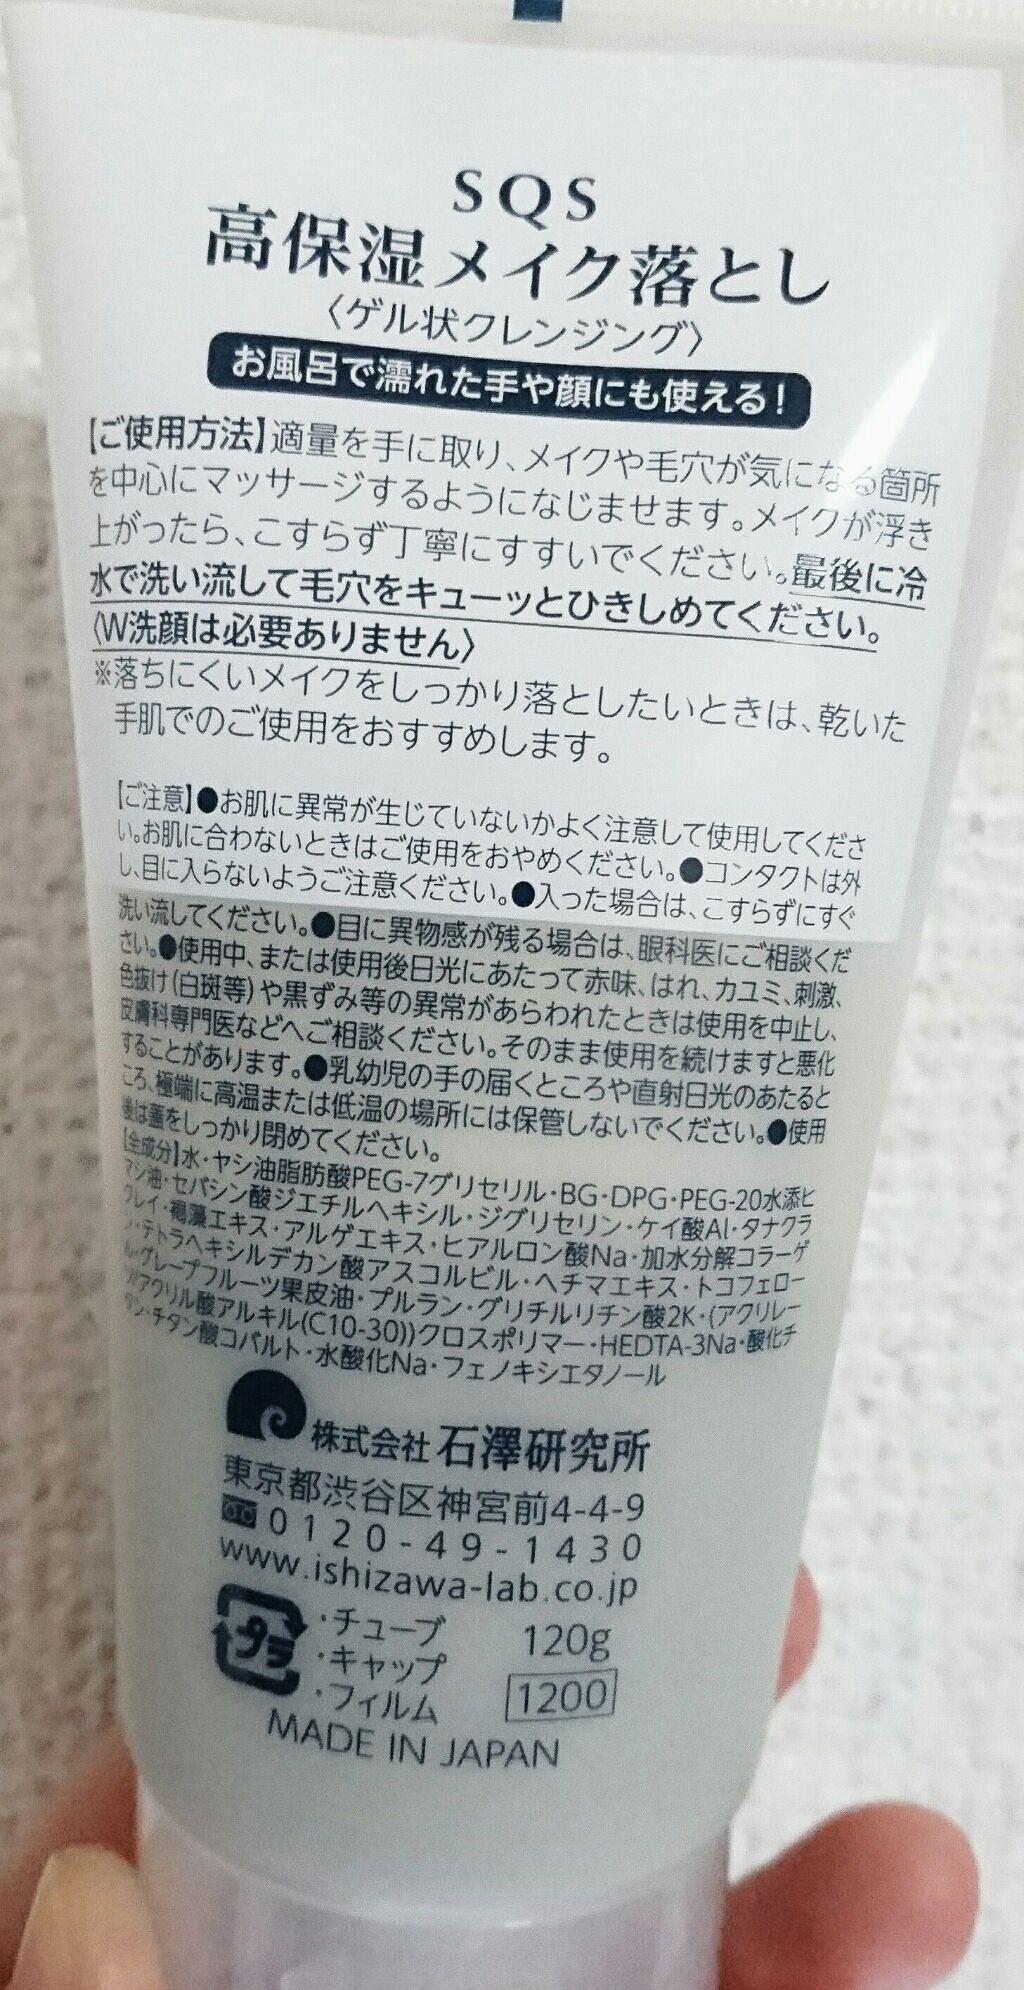 SQS
高保湿メイク落とし
〈ゲル状クレンジング〉
お風呂で濡れた手や顔にも使える!
【ご使用方法】適量を手に取り、メイクや毛穴が気になる箇所
を中心にマッサージするようになじませます。メイクが浮き
上がったら、こすらず丁寧にすすいでください。最後に冷
水で洗い流して毛穴をキューッとひきしめてください。
〈W洗顔は必要ありません〉
※落ちにくいメイクをしっかり落としたいときは、乾いた
手肌でのご使用をおすすめします。
【ご注意】●お肌に異常が生じていないかよく注意して使用してくださ
い。お肌に合わないときはご使用をおやめください。●コンタクトは外
し、目に入らないようご注意ください。●入った場合は、こすらずにすぐ
洗い流してください。●目に異物感が残る場合は、眼科医にご相談くだ
さい。●使用中、または使用後日光にあたって赤味、はれ、カユミ、刺激、
色抜け(白斑等)や黒ずみ等の異常があらわれたときは使用を中止し、
皮膚科専門医などへご相談ください。そのまま使用を続けますと悪化
することがあります。●乳幼児の手の届くところや直射日光のあたると
ころ、極端に高温または低温の場所には保管しないでください。●使用
後は蓋をしっかり閉めてください。
【全成分】水・ヤシ油脂肪酸PEG-7グリセリル・BG・DPG・PEG-20水添ヒ
マシ油・セバシン酸ジエチルヘキシル・ジグリセリン・ケイ酸Al・タナクラ
クレイ・褐藻エキス・アルゲエキス・ヒアルロン酸Na・加水分解コラーゲ
ン・テトラヘキシルデカン酸アスコルビル・ヘチマエキス・トコフェロー
ル・グレープフルーツ果皮油・プルラン・グリチルリチン酸2K・(アクリレー
ツ/アクリル酸アルキル(C10-30))クロスポリマー・HEDTA-3Na・酸化チ
タン・チタン酸コバルト・水酸化Na・フェノキシエタノール
株式会社 石澤研究所
東京都渋谷区神宮前4-4-9
0120-49-1430
www.ishizawa-lab.co.jp
プラ ・チューブ 120g
・キャップ
・フィルム 1200
MADE IN JAPAN